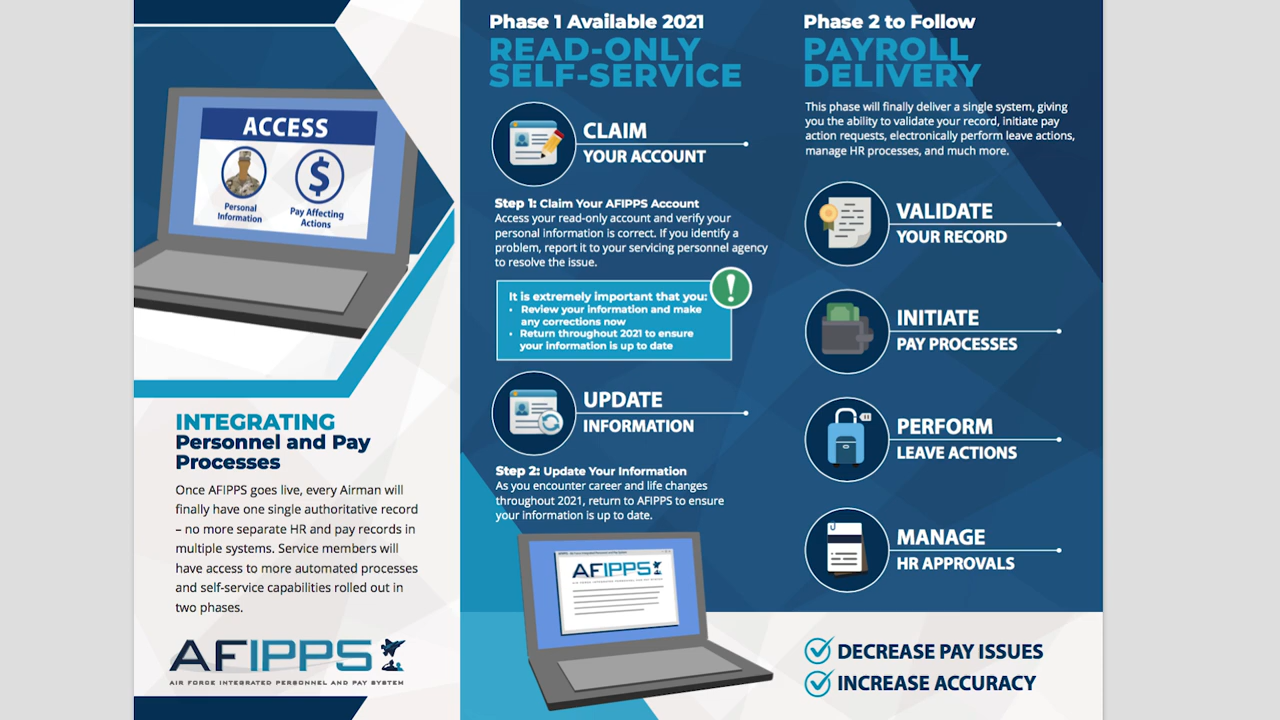 ACCESS
Personal
Information
Pay Affecting
Actions
INTEGRATING
Personnel and Pay
Processes
Once AFIPPS goes live, every Airman will
finally have one single authoritative record
– no more separate HR and pay records in
multiple systems. Service members will
have access to more automated processes
and self-service capabilities rolled out in
two phases.
AFIPPS
AIR FORCE INTEGRATED PERSONNEL AND PAY SYSTEM
Phase 1 Available 2021
READ-ONLY
SELF-SERVICE
CLAIM
YOUR ACCOUNT
Step 1: Claim Your AFIPPS Account
Access your read-only account and verify your
personal information is correct. If you identify a
problem, report it to your servicing personnel agency
to resolve the issue.
It is extremely important that you:
• Review your information and make
any corrections now
• Return throughout 2021 to ensure
your information is up to date
UPDATE
INFORMATION
Step 2: Update Your Information
As you encounter career and life changes
throughout 2021, return to AFIPPS to ensure
your information is up to date.
AFIPPS
Phase 2 to Follow
PAYROLL
DELIVERY
This phase will finally deliver a single system, giving
you the ability to validate your record, initiate pay
action requests, electronically perform leave actions,
manage HR processes, and much more.
VALIDATE
YOUR RECORD
INITIATE
PAY PROCESSES
PERFORM
LEAVE ACTIONS
MANAGE
HR APPROVALS
DECREASE PAY ISSUES
INCREASE ACCURACY